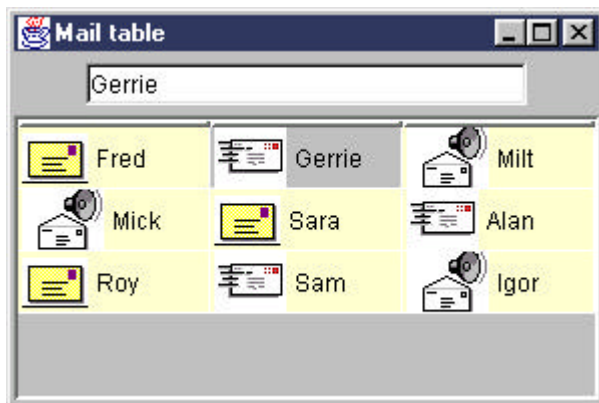 Mail table
Gerrie
Fred Gerrie Milt
Mick Sara Alan
Roy Sam Igor